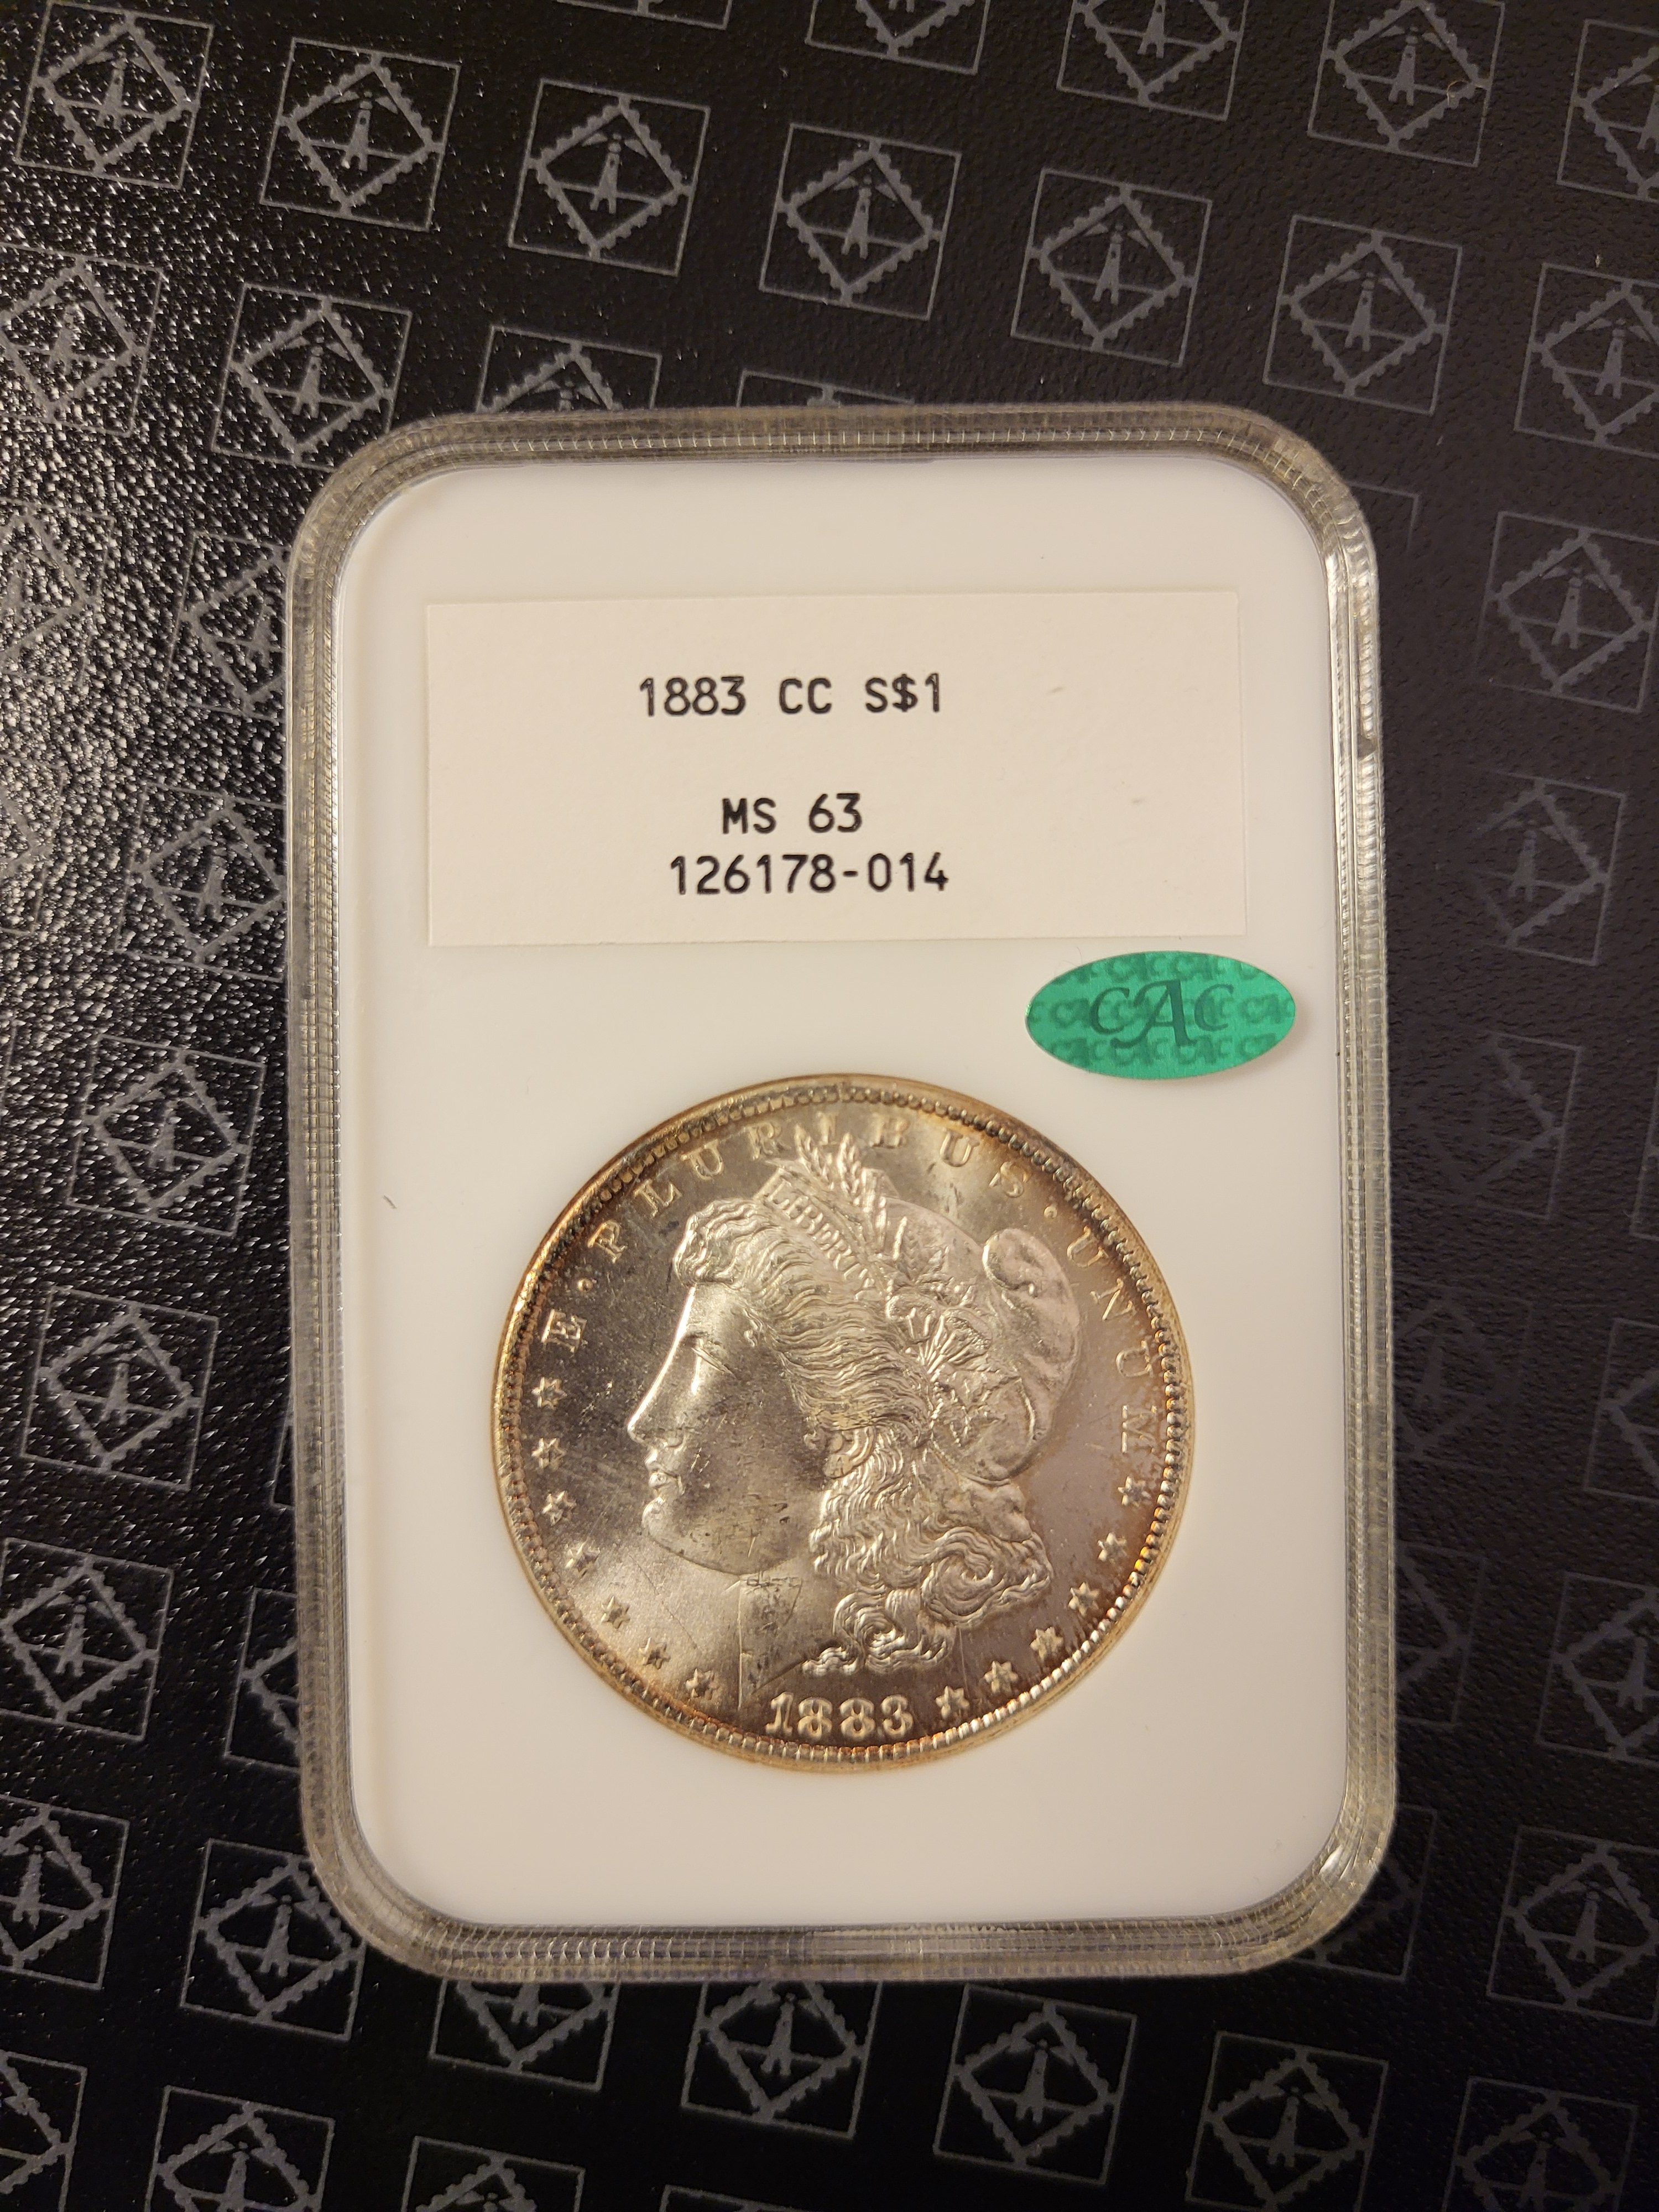 1883 CC S$1
MS 63
126178-014
CAC
E · PLURIBUS · UNUM
LIBERTY
1883